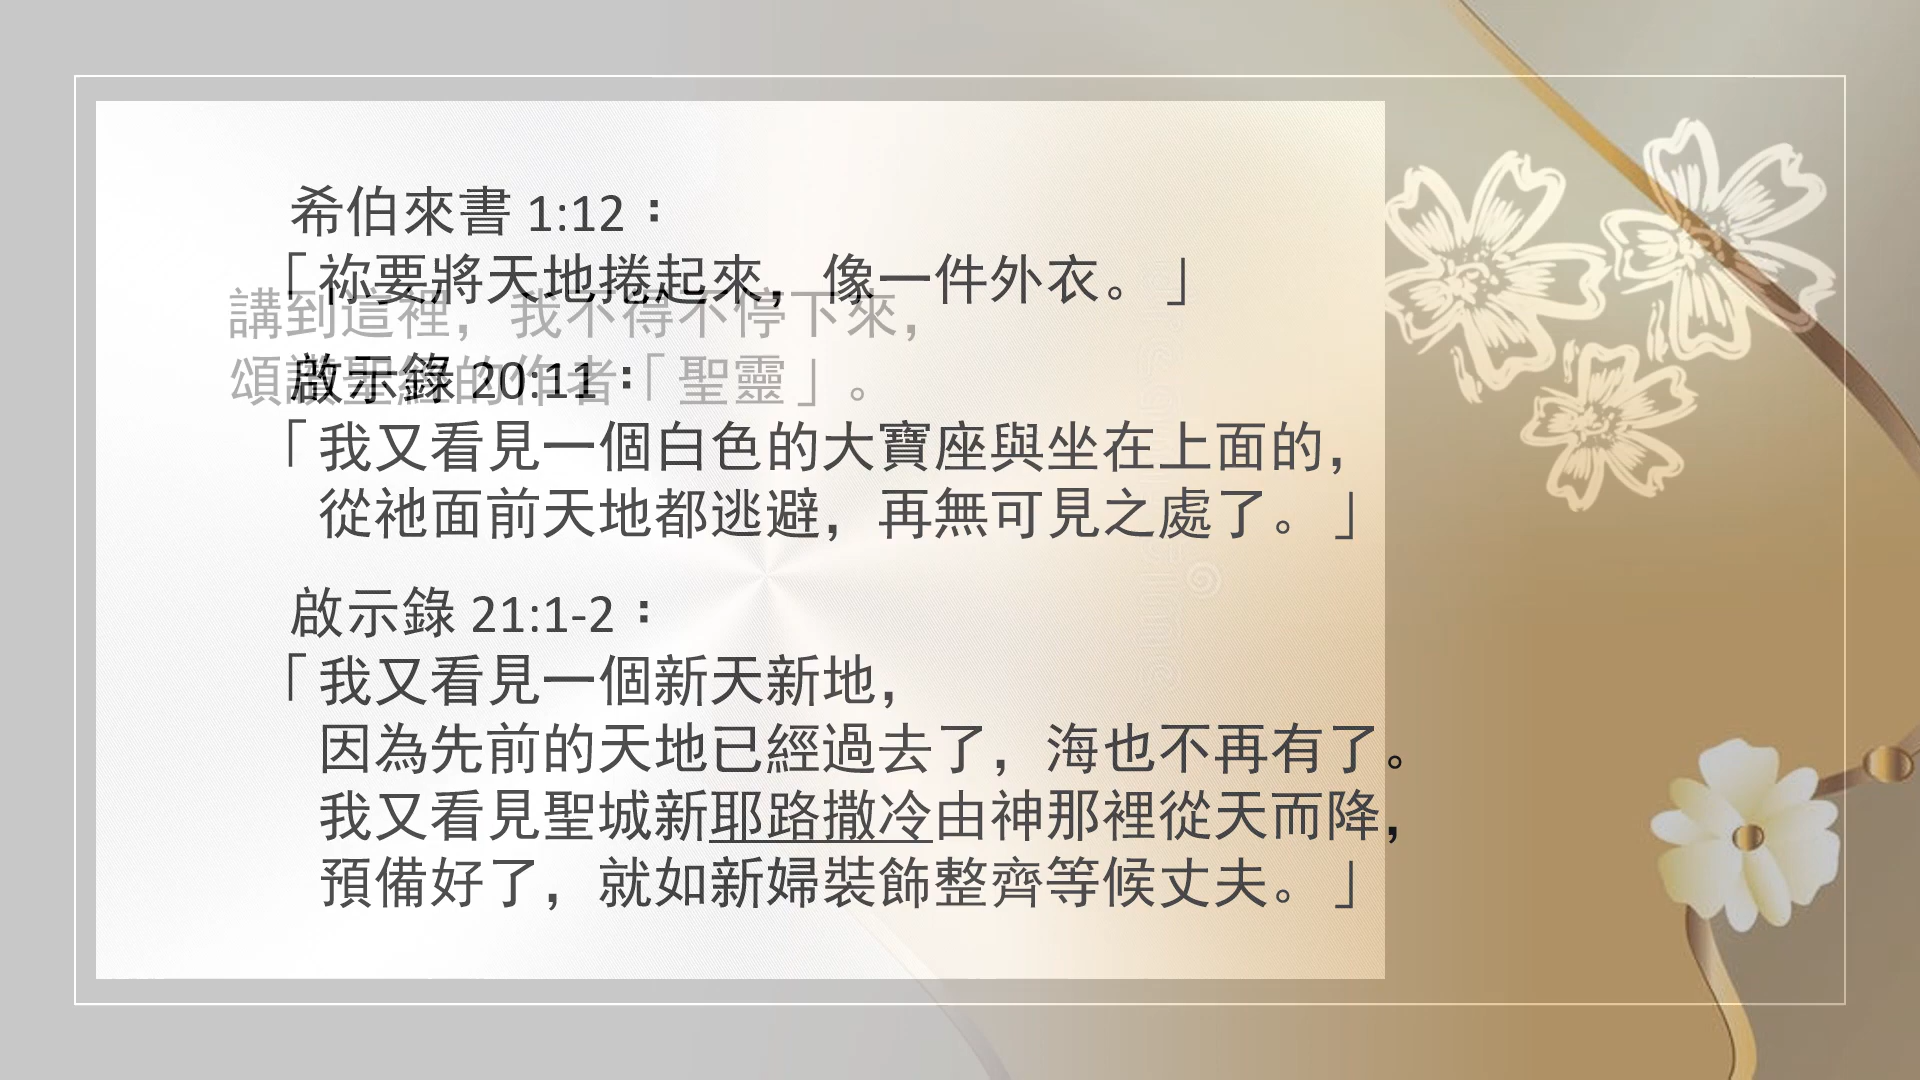 希伯來書 1:12：
「祢要將天地捲起來，像一件外衣。」
講到這裡，我不得不停下來，
頌讚聖經的作者「聖靈」。
啟示錄 20:11：
「我又看見一個白色的大寶座與坐在上面的，
從祂面前天地都逃避，再無可見之處了。」
啟示錄 21:1-2：
「我又看見一個新天新地，
因為先前的天地已經過去了，海也不再有了。
我又看見聖城新耶路撒冷由神那裡從天而降，
預備好了，就如新婦裝飾整齊等候丈夫。」